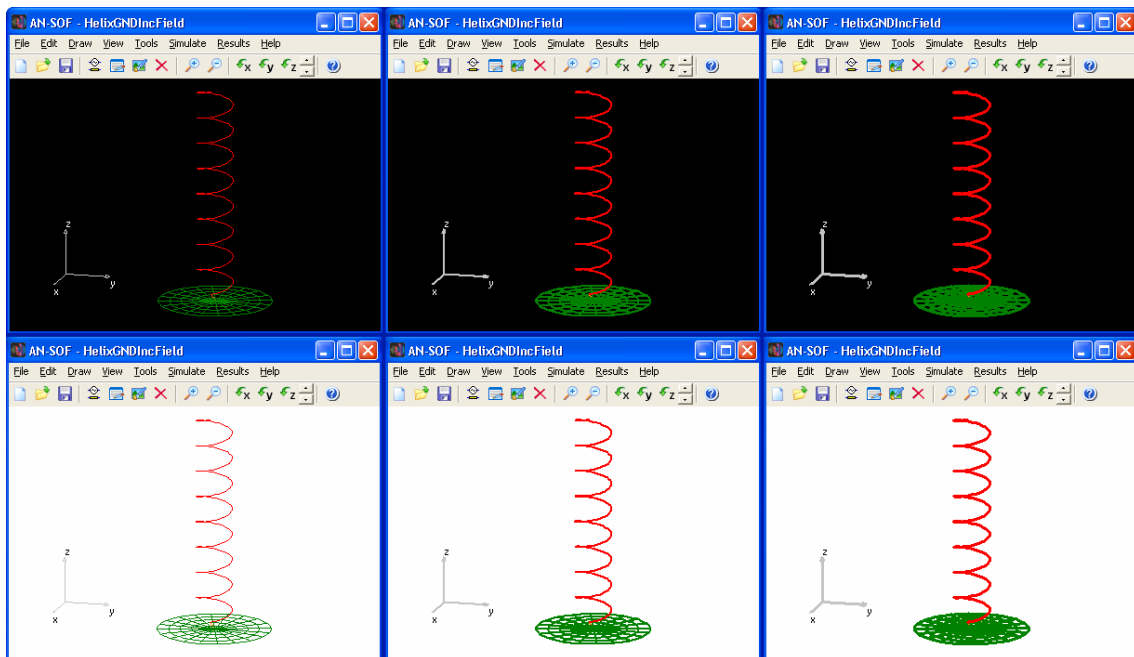 AN-SOF - HelixGNDIncField
File Edit Draw View Tools Simulate Results Help
x y z ?
z
x y
AN-SOF - HelixGNDIncField
File Edit Draw View Tools Simulate Results Help
x y z ?
z
x y
AN-SOF - HelixGNDIncField
File Edit Draw View Tools Simulate Results Help
x y z ?
z
x y
AN-SOF - HelixGNDIncField
File Edit Draw View Tools Simulate Results Help
x y z ?
z
x y
AN-SOF - HelixGNDIncField
File Edit Draw View Tools Simulate Results Help
x y z ?
z
x y
AN-SOF - HelixGNDIncField
File Edit Draw View Tools Simulate Results Help
x y z ?
z
x y